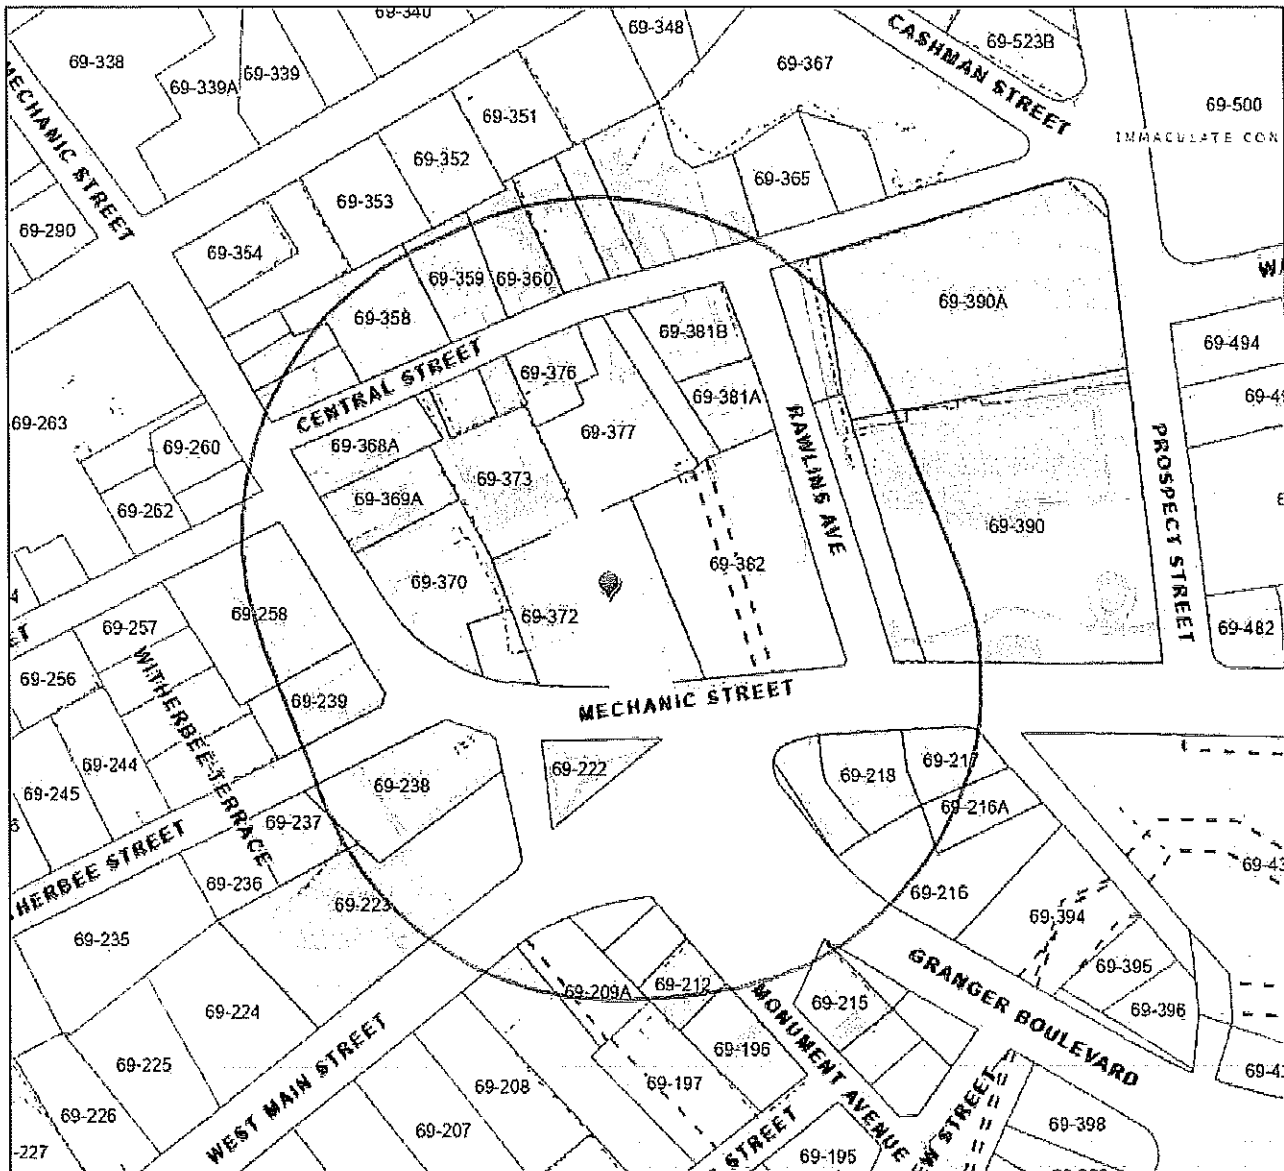 69-340
69-348
CASHMAN STREET
69-523B
69-338
69-339
69-339A
69-367
69-351
69-500
MECHANIC STREET
IMMACULATE CON
69-352
69-365
69-353
69-290
69-354
69-359
69-360
69-390A
69-358
69-381B
69-494
CENTRAL STREET
69-376
69-381A
69-263
69-377
69-260
69-368A
RAWLINS AVE
PROSPECT STREET
69-373
69-369A
69-262
69-390
69-382
69-370
69-258
69-372
69-257
69-482
69-256
WITHERBEE TERRACE
69-239
MECHANIC STREET
69-222
69-244
69-218
69-217
69-245
69-238
69-216A
69-237
HERBEE STREET
69-236
69-223
69-216
69-394
69-235
GRANGER BOULEVARD
69-395
69-209A
69-212
69-215
69-396
69-224
MONUMENT AVENUE
69-225
69-196
WEST MAIN STREET
69-208
69-197
W STREET
69-226
69-398
69-207
STREET
-227
69-195